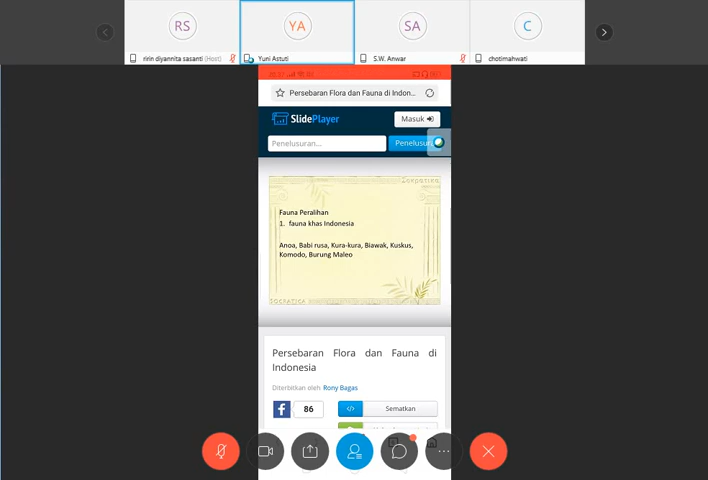 RS
YA
SA
C
ririn diyannita sasanti (Host)
Yuni Astuti
S.W. Anwar
chotimahwati
Persebaran Flora dan Fauna di Indon...
SlidePlayer
Masuk
Penelusuran...
Fauna Peralihan
1. fauna khas Indonesia
Anoa, Babi rusa, Kura-kura, Biawak, Kuskus,
Komodo, Burung Maleo
SOCRATICA
Persebaran Flora dan Fauna di
Indonesia
Diterbitkan oleh: Rony Bagas
86
</> Sematkan